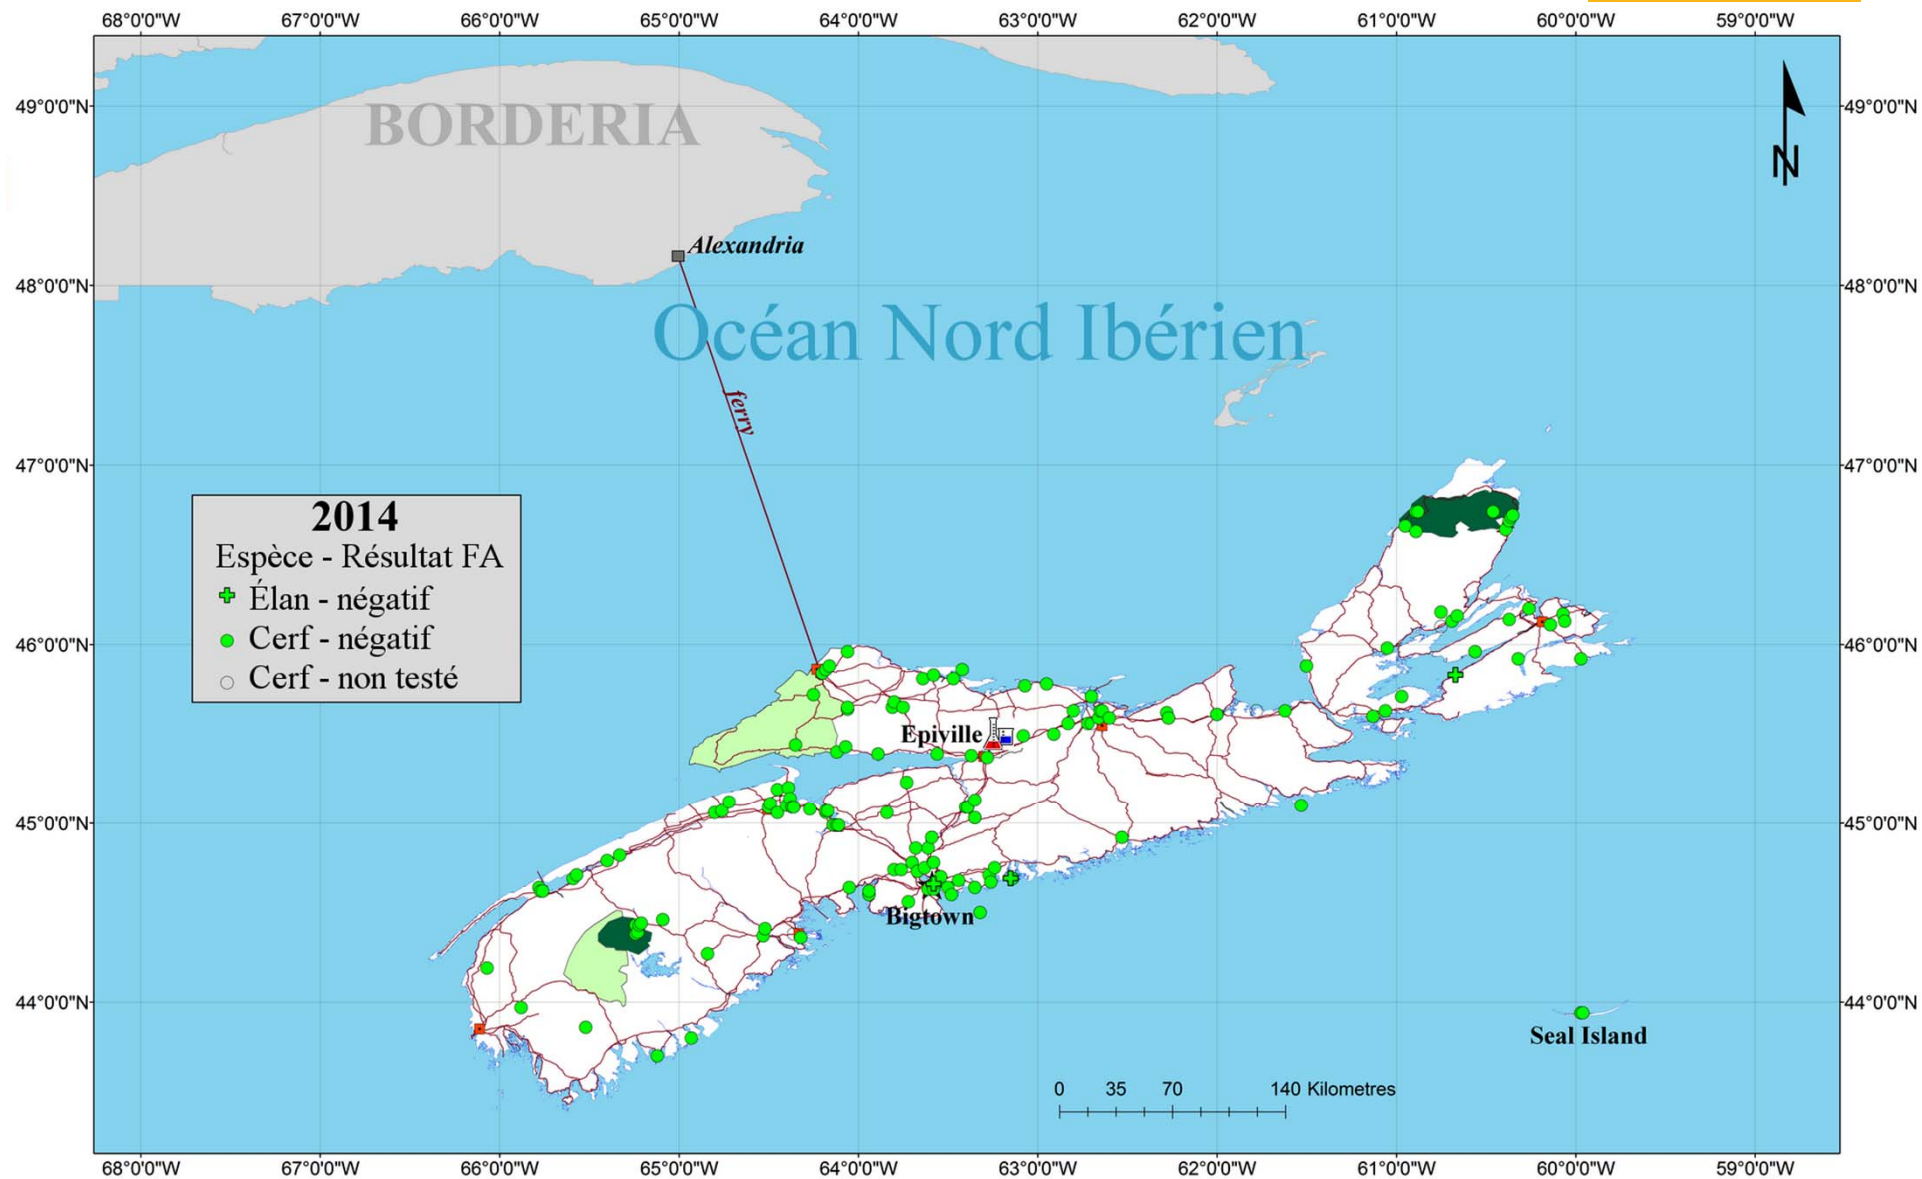 68°0'0"W 67°0'0"W 66°0'0"W 65°0'0"W 64°0'0"W 63°0'0"W 62°0'0"W 61°0'0"W 60°0'0"W 59°0'0"W
49°0'0"N 49°0'0"N
BORDERIA
N
Alexandria
48°0'0"N 48°0'0"N
Océan Nord Ibérien
ferry
47°0'0"N 47°0'0"N
2014
Espèce - Résultat FA
Élan - négatif
Cerf - négatif
Cerf - non testé
46°0'0"N 46°0'0"N
Epiville
45°0'0"N 45°0'0"N
Bigtown
44°0'0"N 44°0'0"N
Seal Island
0 35 70 140 Kilometres
68°0'0"W 67°0'0"W 66°0'0"W 65°0'0"W 64°0'0"W 63°0'0"W 62°0'0"W 61°0'0"W 60°0'0"W 59°0'0"W